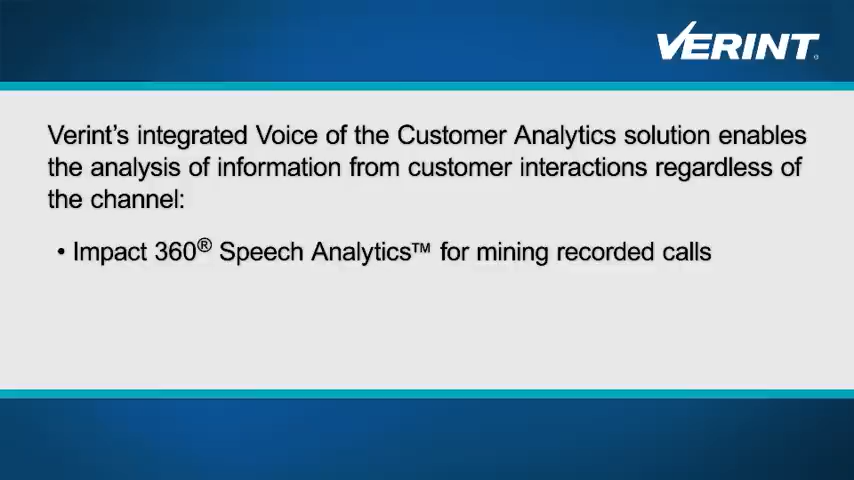 VERINT
Verint’s integrated Voice of the Customer Analytics solution enables
the analysis of information from customer interactions regardless of
the channel:
• Impact 360® Speech Analytics™ for mining recorded calls